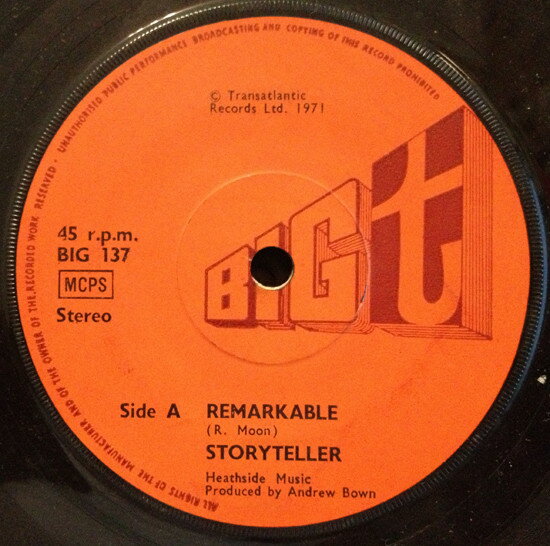 ALL RIGHTS OF THE MANUFACTURER AND OF THE OWNER OF THE RECORDED WORK RESERVED · UNAUTHORISED PUBLIC PERFORMANCE BROADCASTING AND COPYING OF THIS RECORD PROHIBITED
© Transatlantic
Records Ltd. 1971
BIG t
45 r.p.m.
BIG 137
MCPS
Stereo
Side A REMARKABLE
(R. Moon)
STORYTELLER
Heathside Music
Produced by Andrew Bown